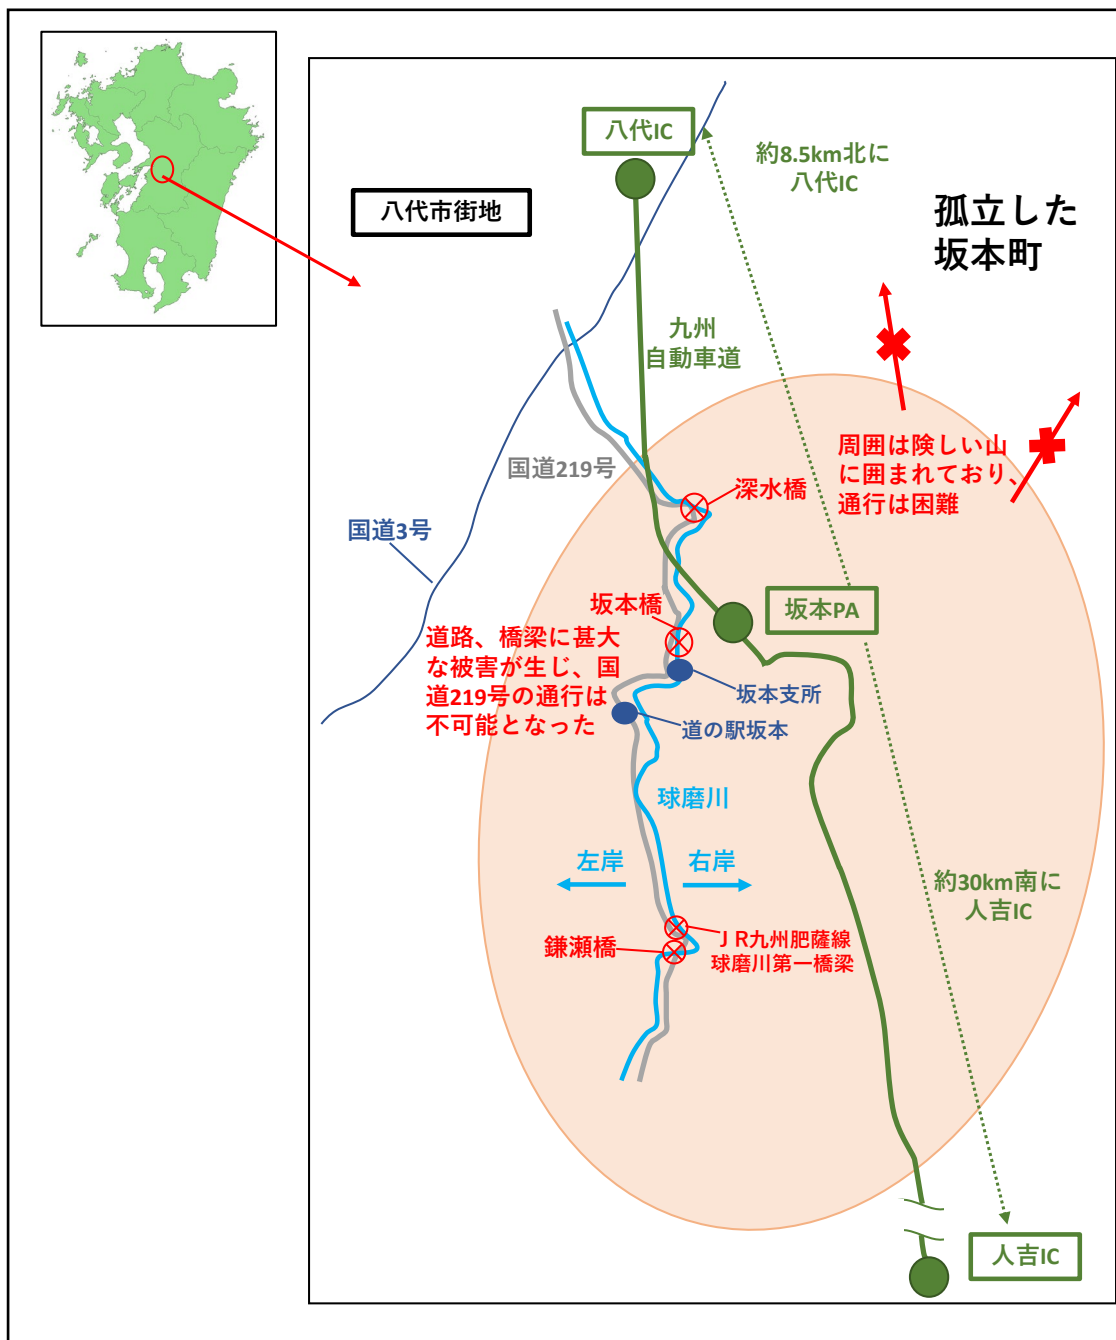 八代IC
約8.5km北に
八代IC
八代市街地
孤立した
坂本町
九州
自動車道
周囲は険しい山
に囲まれており、
通行は困難
国道219号
深水橋
国道3号
坂本橋
坂本PA
道路、橋梁に甚大
な被害が生じ、国
道219号の通行は
不可能となった
坂本支所
道の駅坂本
球磨川
左岸
右岸
約30km南に
人吉IC
鎌瀬橋
ＪR九州肥薩線
球磨川第一橋梁
人吉IC